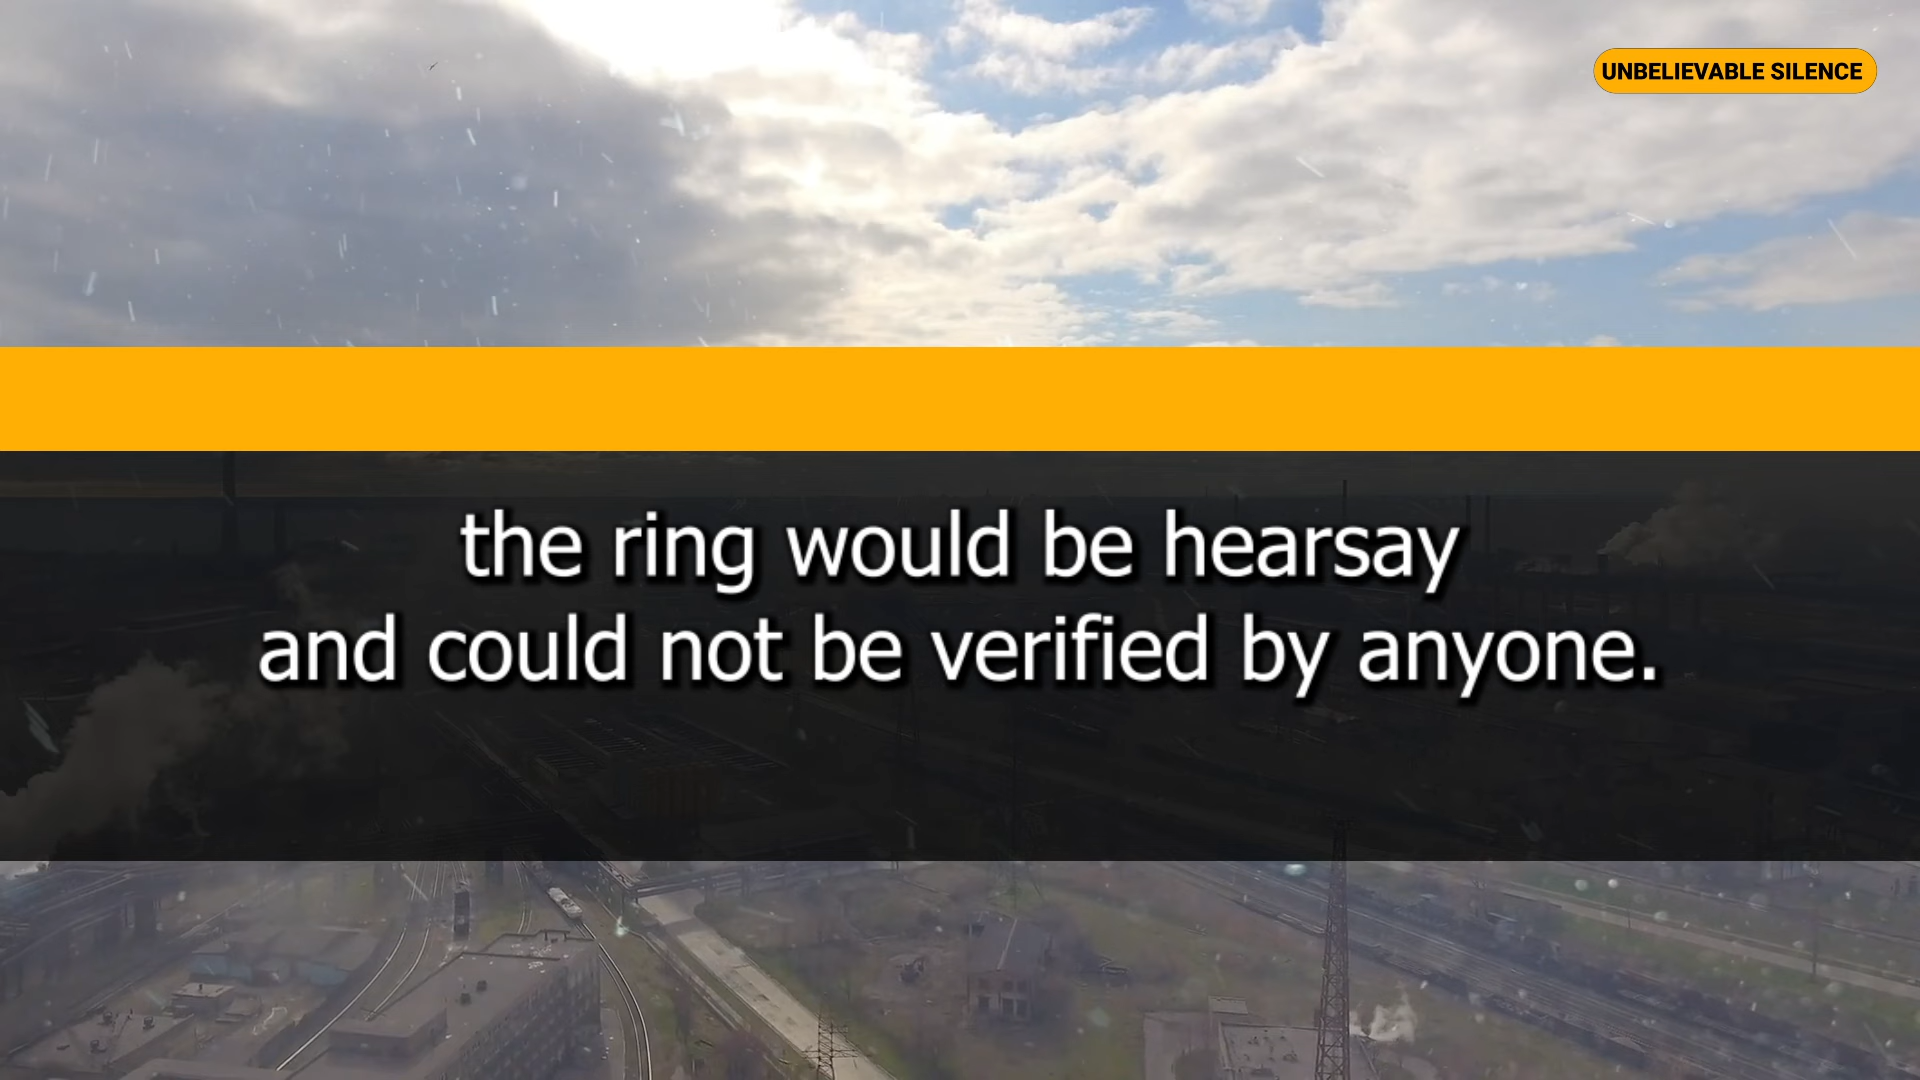 UNBELIEVABLE SILENCE
the ring would be hearsay
and could not be verified by anyone.